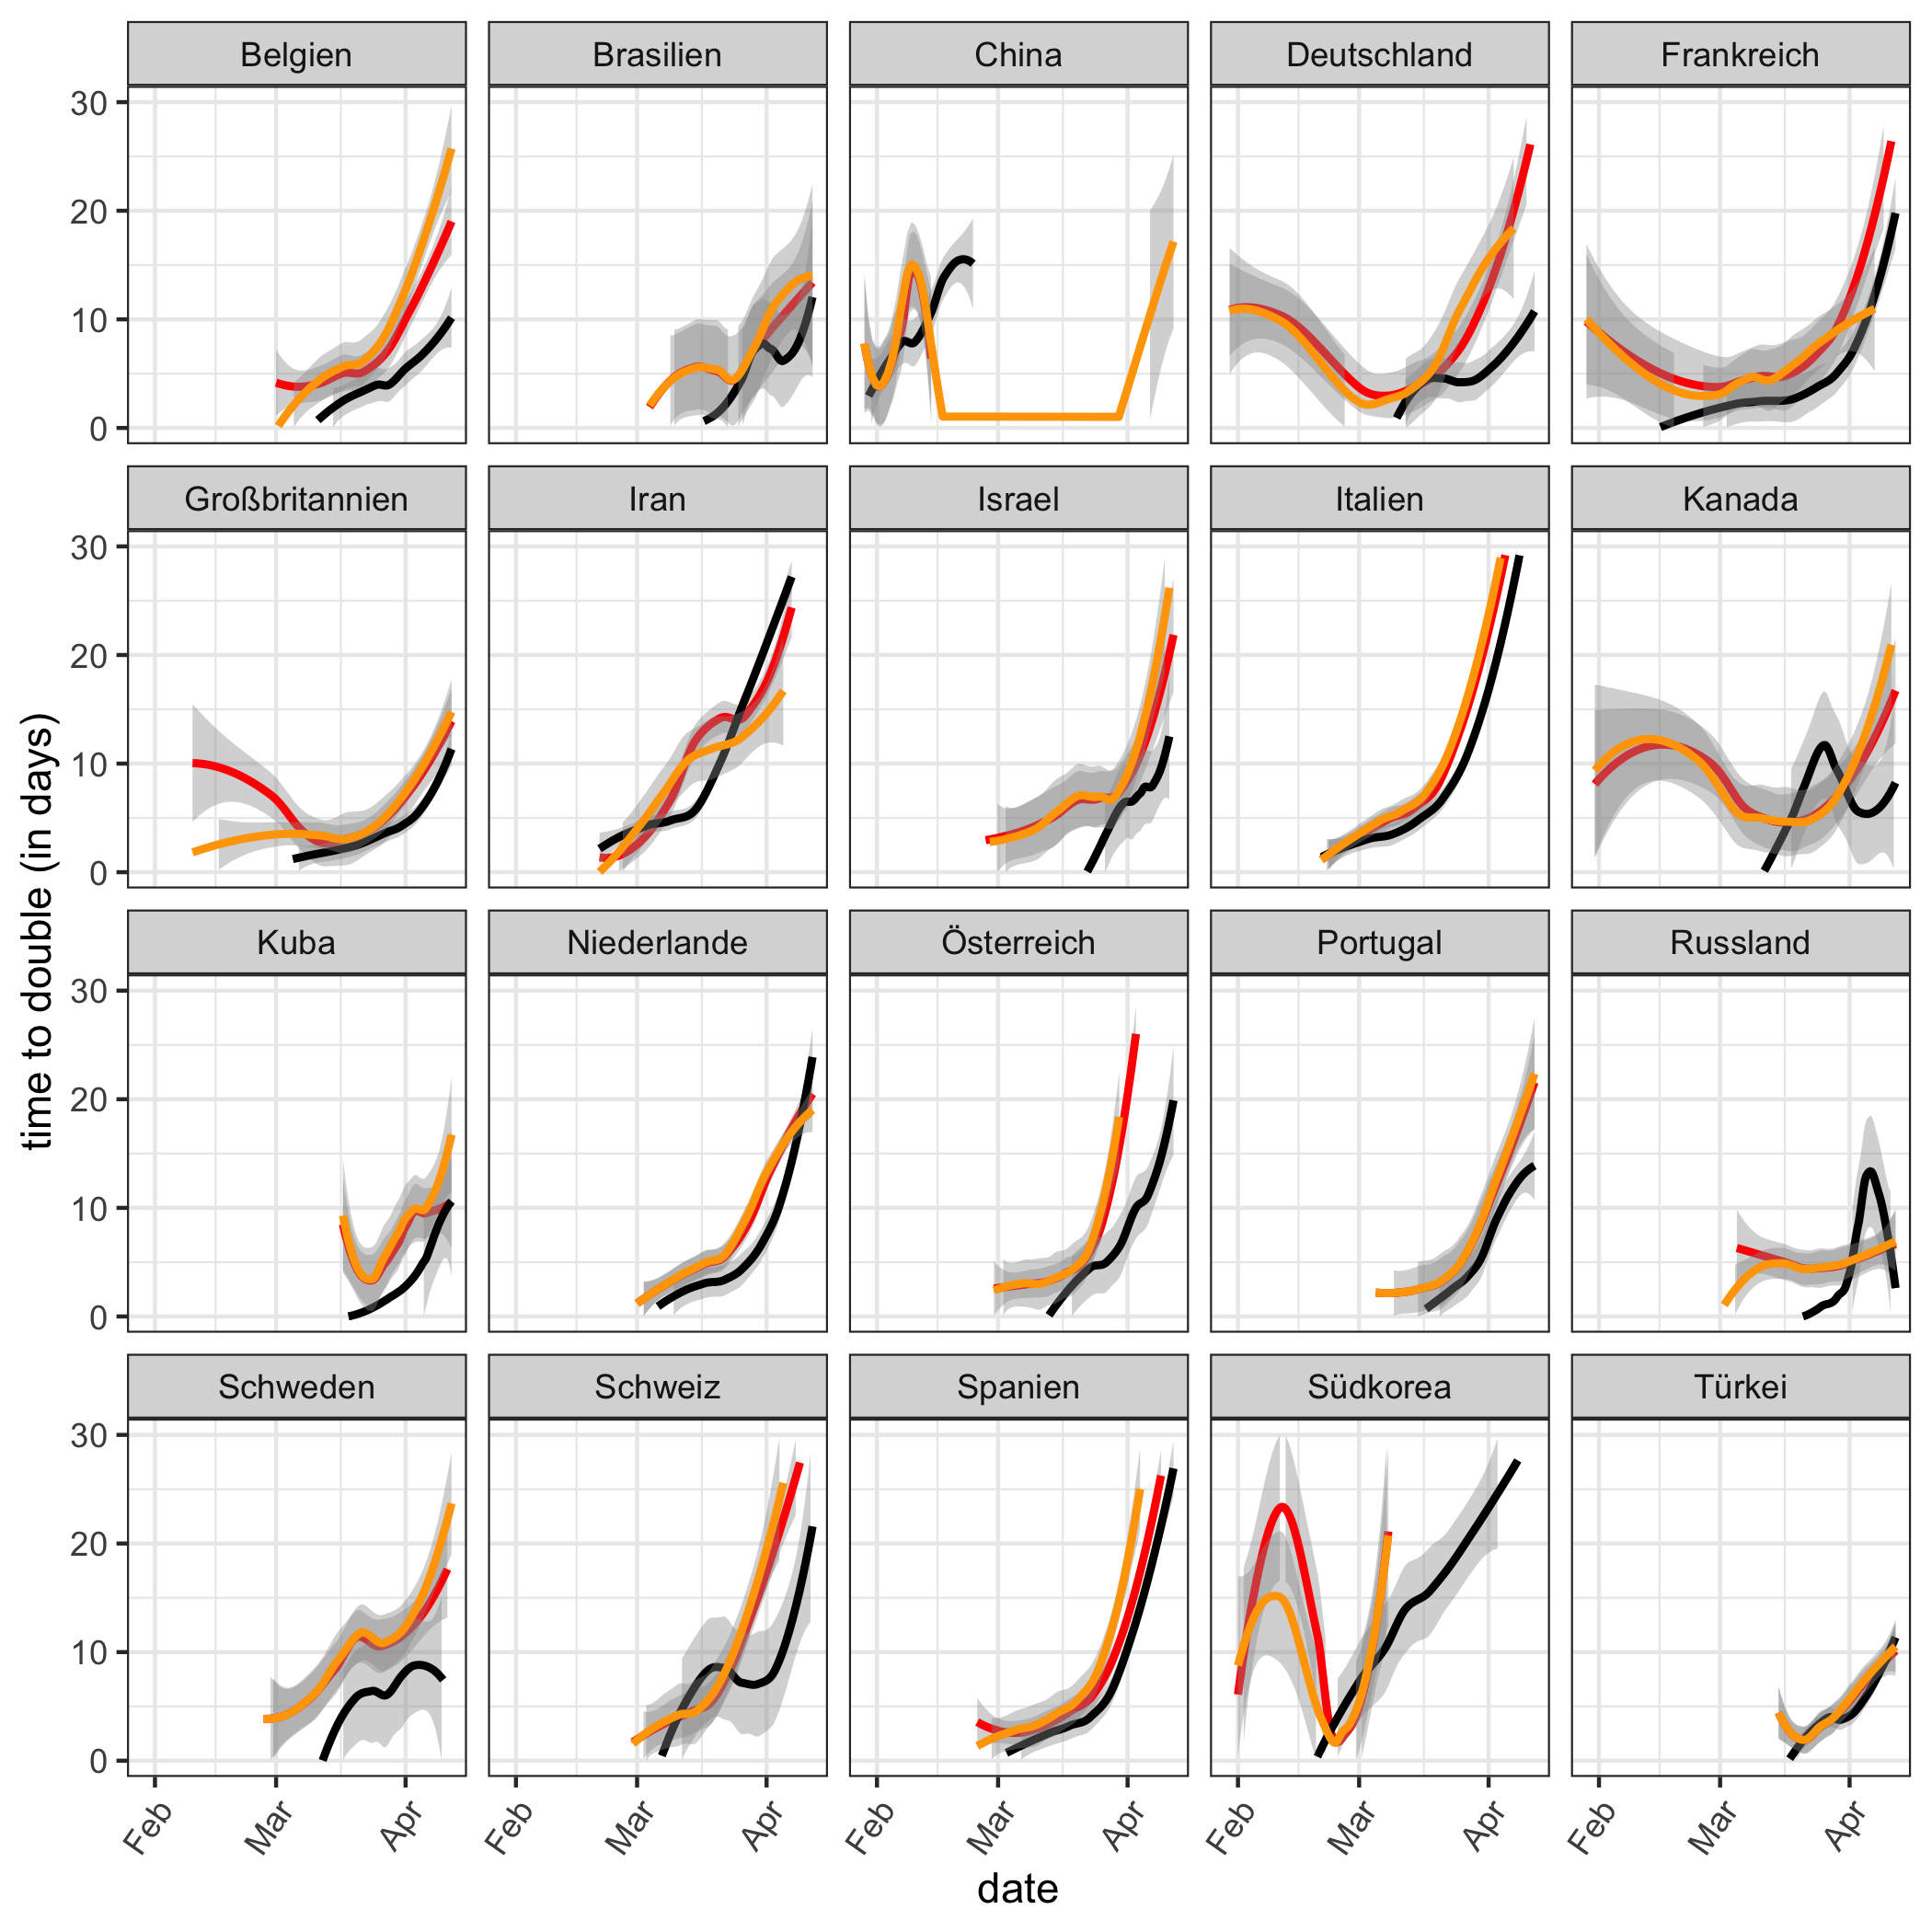 Belgien
Brasilien
China
Deutschland
Frankreich
30
20
10
0
Großbritannien
Iran
Israel
Italien
Kanada
30
20
10
0
time to double (in days)
Kuba
Niederlande
Österreich
Portugal
Russland
30
20
10
0
Schweden
Schweiz
Spanien
Südkorea
Türkei
30
20
10
0
Feb
Mar
Apr
Feb
Mar
Apr
Feb
Mar
Apr
Feb
Mar
Apr
Feb
Mar
Apr
date